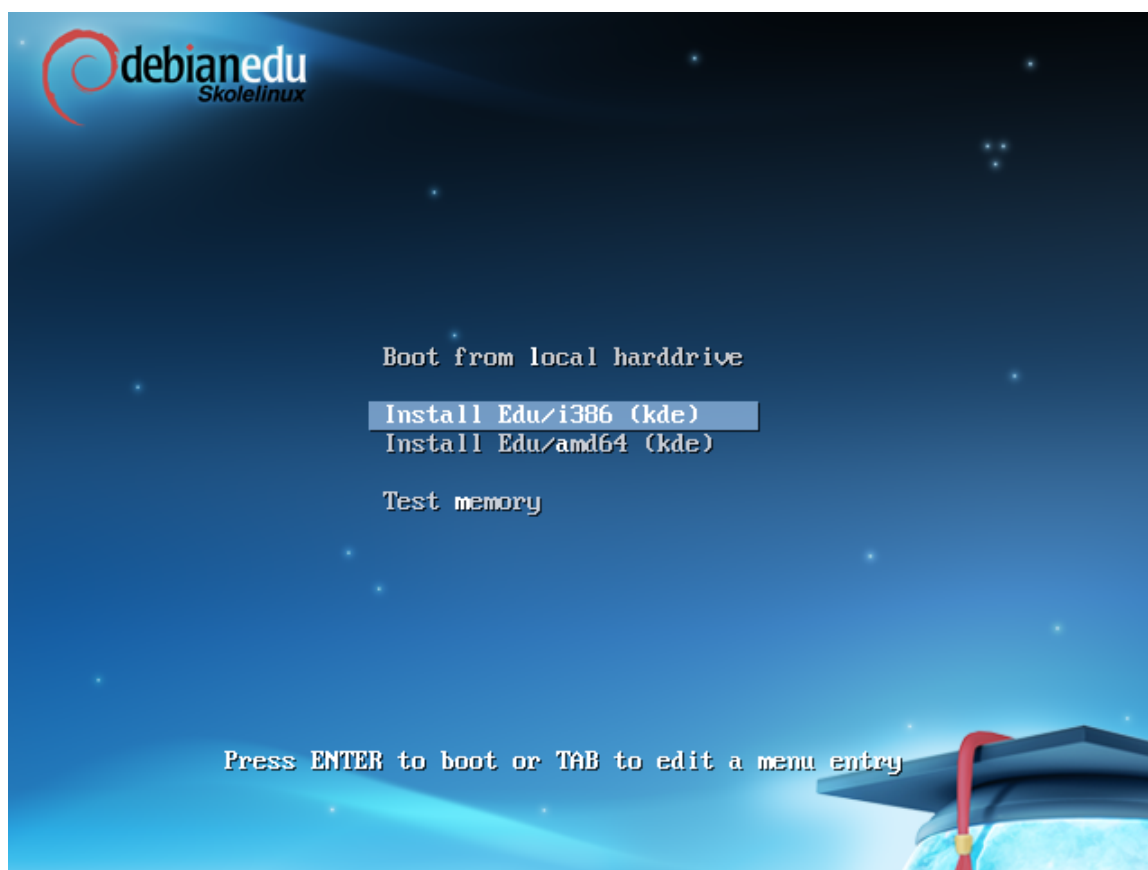 debianedu
Skolelinux
Boot from local harddrive
Install Edu/i386 (kde)
Install Edu/amd64 (kde)
Test memory
Press ENTER to boot or TAB to edit a menu entry